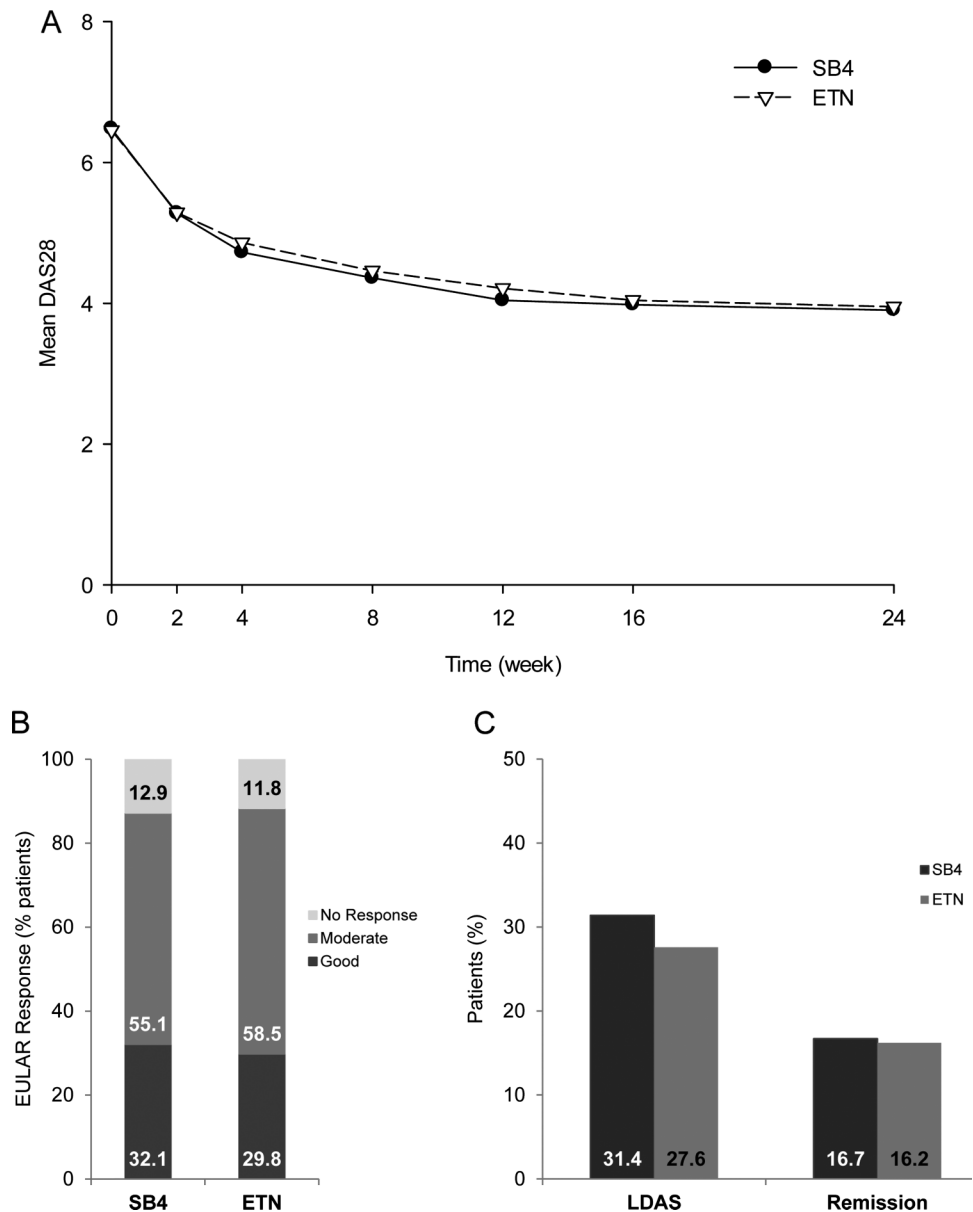 A
8
SB4
ETN
6
4
2
0
Mean DAS28
0 2 4 8 12 16 24
Time (week)
B
100
80
60
40
20
0
EULAR Response (% patients)
12.9 11.8
55.1 58.5
32.1 29.8
No Response
Moderate
Good
SB4 ETN
C
50
40
30
20
10
0
Patients (%)
SB4
ETN
31.4 27.6 16.7 16.2
LDAS Remission